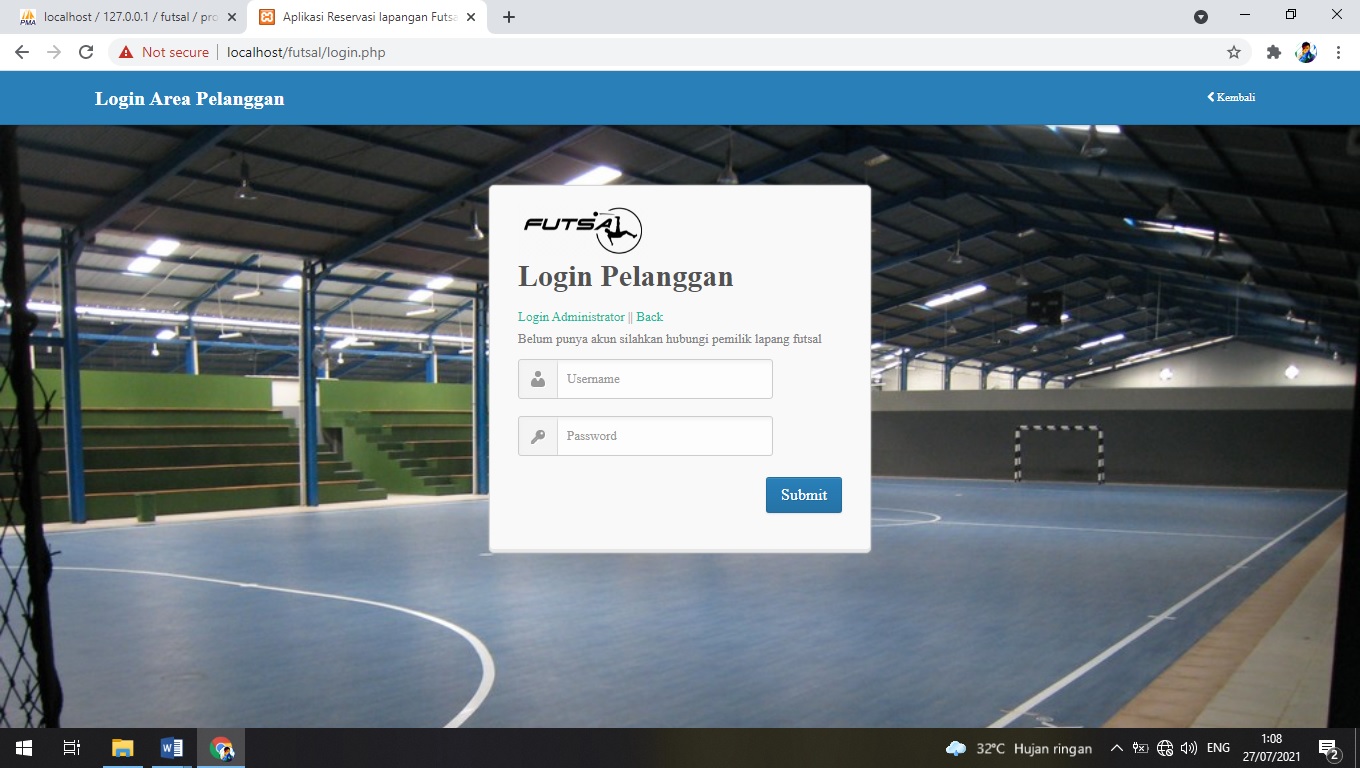 localhost / 127.0.0.1 / futsal / pro
Aplikasi Reservasi lapangan Futsa
Not secure
localhost/futsal/login.php
Login Area Pelanggan
Kembali
FUTSAL
Login Pelanggan
Login Administrator || Back
Belum punya akun silahkan hubungi pemilik lapang futsal
Username
Password
Submit
32°C Hujan ringan
ENG
1:08
27/07/2021
2